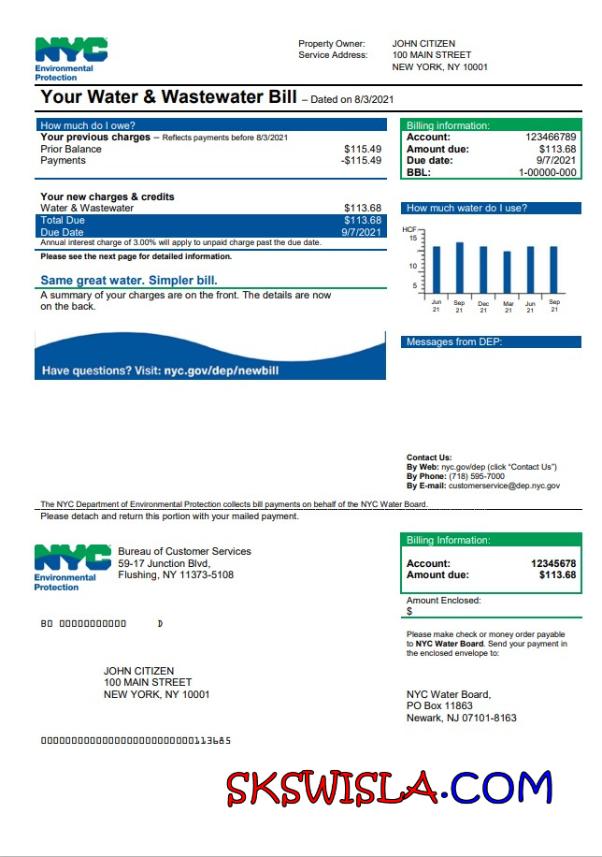 NYC
Environmental
Protection
Property Owner: JOHN CITIZEN
Service Address: 100 MAIN STREET
NEW YORK, NY 10001
Your Water & Wastewater Bill – Dated on 8/3/2021
How much do I owe?
Your previous charges – Reflects payments before 8/3/2021
Prior Balance $115.49
Payments -$115.49
Your new charges & credits
Water & Wastewater $113.68
Total Due $113.68
Due Date 9/7/2021
Annual interest charge of 3.00% will apply to unpaid charge past the due date.
Please see the next page for detailed information.
Same great water. Simpler bill.
A summary of your charges are on the front. The details are now
on the back.
Have questions? Visit: nyc.gov/dep/newbill
Billing information:
Account: 123466789
Amount due: $113.68
Due date: 9/7/2021
BBL: 1-00000-000
How much water do I use?
HCF
15
10
5
Jun Sep Dec Mar Jun Sep
21 21 21 21 21 21
Messages from DEP:
Contact Us:
By Web: nyc.gov/dep (click “Contact Us”)
By Phone: (718) 595-7000
By E-mail: customerservice@dep.nyc.gov
The NYC Department of Environmental Protection collects bill payments on behalf of the NYC Water Board.
Please detach and return this portion with your mailed payment.
NYC
Environmental
Protection
Bureau of Customer Services
59-17 Junction Blvd,
Flushing, NY 11373-5108
Billing Information:
Account: 12345678
Amount due: $113.68
Amount Enclosed:
$
BO 00000000000 D
Please make check or money order payable
to NYC Water Board. Send your payment in
the enclosed envelope to:
JOHN CITIZEN
100 MAIN STREET
NEW YORK, NY 10001
NYC Water Board,
PO Box 11863
Newark, NJ 07101-8163
SKSWISLA.COM